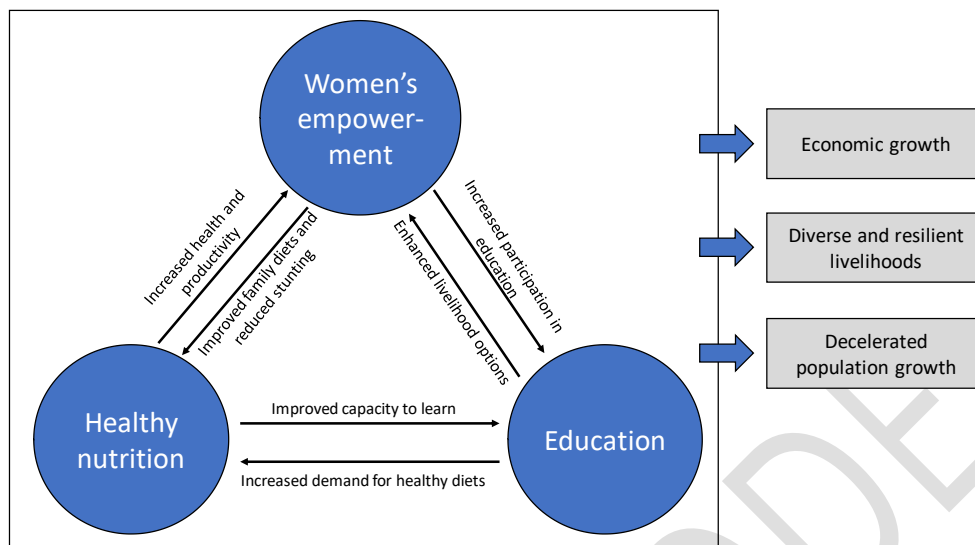 Women's
empower-
ment
Increased health and
productivity
Improved family diets and
reduced stunting
Enhanced livelihood options
Increased participation in
education
Healthy
nutrition
Improved capacity to learn
Increased demand for healthy diets
Education
Economic growth
Diverse and resilient
livelihoods
Decelerated
population growth